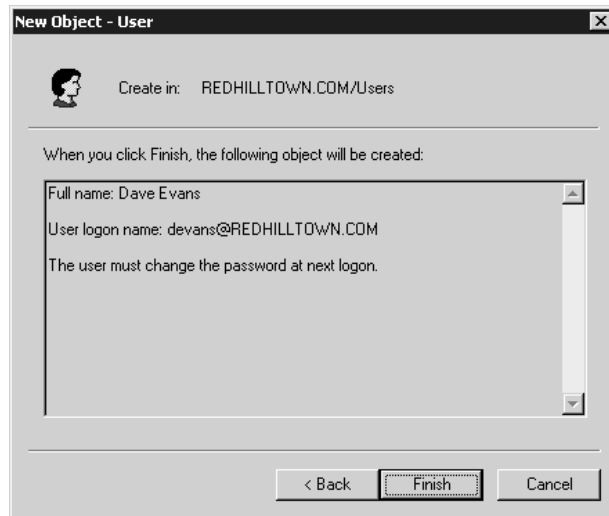 New Object - User
Create in: REDHILLTOWN.COM/Users
When you click Finish, the following object will be created:
Full name: Dave Evans
User logon name: devans@REDHILLTOWN.COM
The user must change the password at next logon.
< Back Finish Cancel